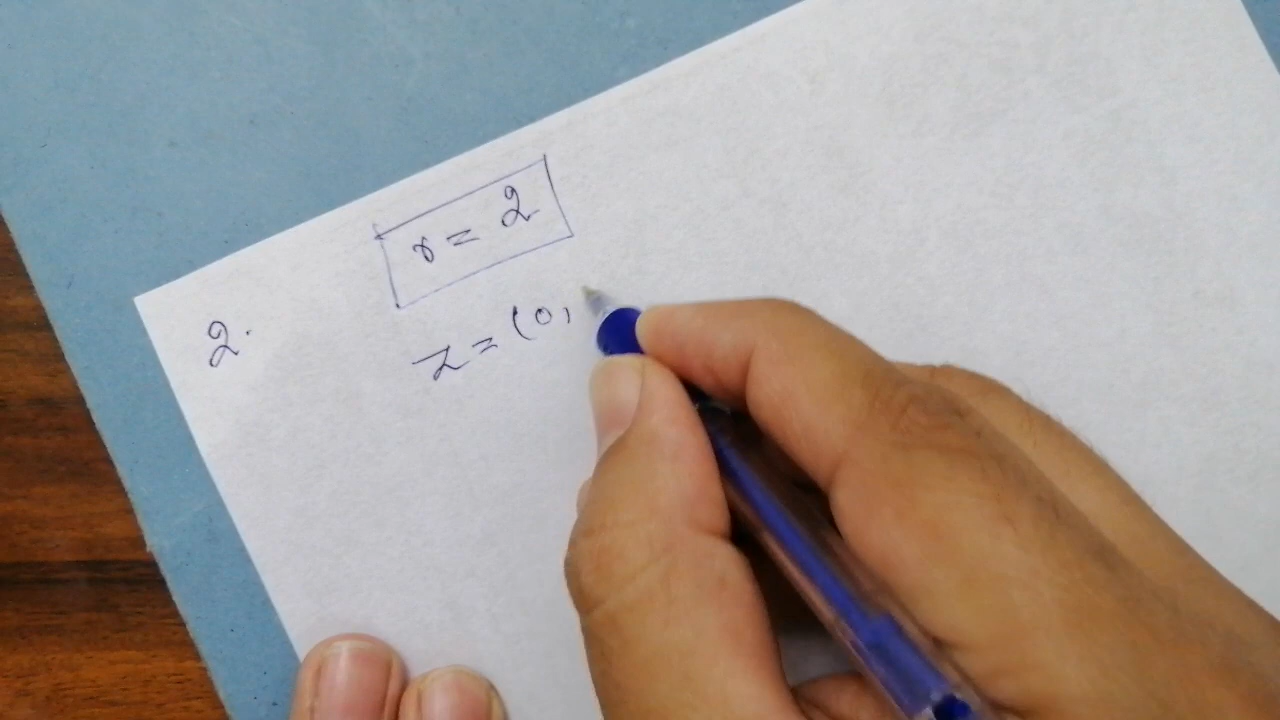 r = 2
2.
z = (0,